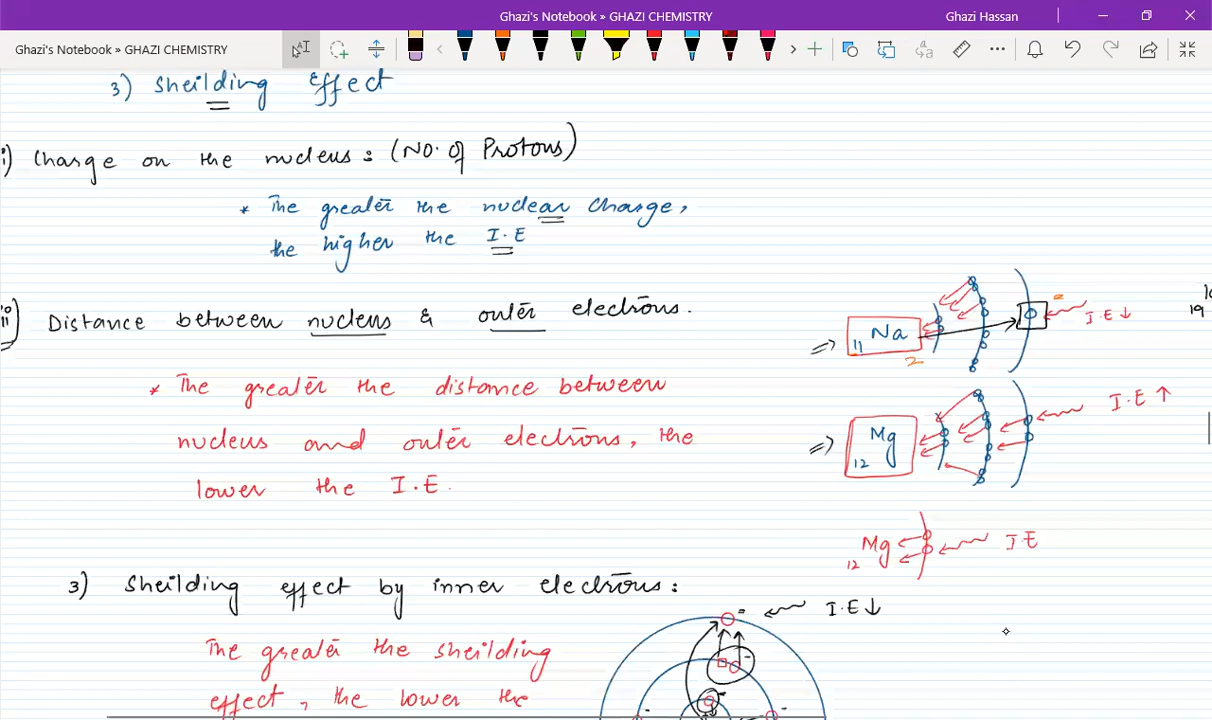 Ghazi's Notebook » GHAZI CHEMISTRY
Ghazi Hassan
Ghazi's Notebook » GHAZI CHEMISTRY
3) Sheilding Effect
i) Charge on the nucleus: (NO. of Protons)
* The greater the nuclear charge,
the higher the I.E
Distance between nucleus & outer electrons.
* The greater the distance between
nucleus and outer electrons, the
lower the I.E.
11 Na
2
I.E↓
19
12 Mg
I.E↑
12 Mg
I E
3) Sheilding effect by inner electrons:
I.E↓
The greater the sheilding
effect, the lower the